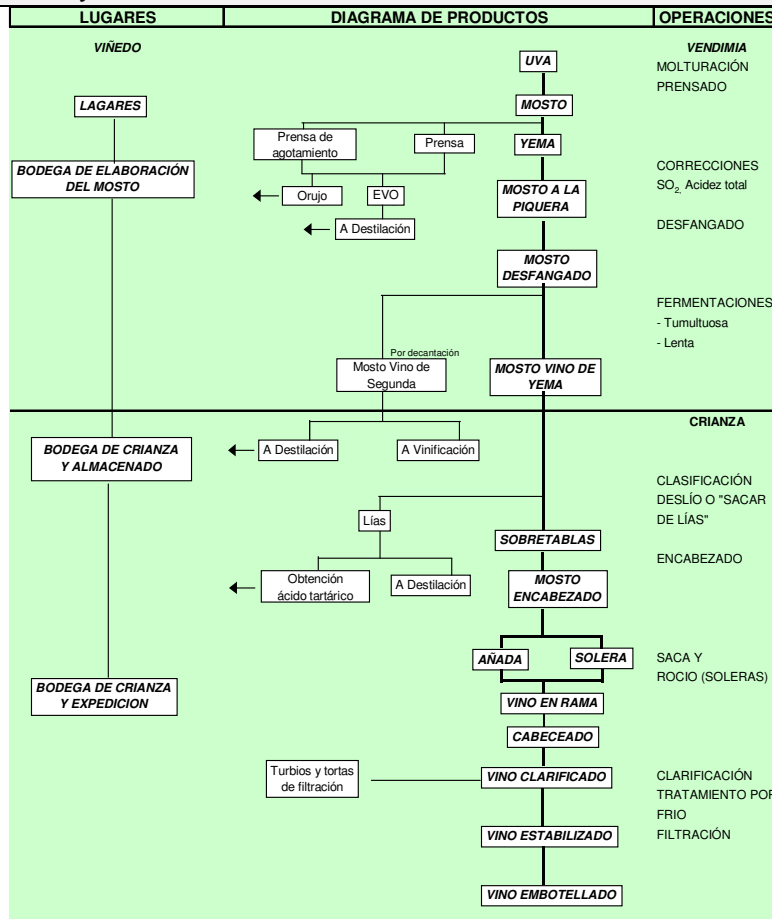 LUGARES
DIAGRAMA DE PRODUCTOS
OPERACIONES
VIÑEDO
UVA
VENDIMIA
MOLTURACIÓN
PRENSADO
LAGARES
MOSTO
Prensa de
agotamiento
Prensa
YEMA
BODEGA DE ELABORACIÓN
DEL MOSTO
CORRECCIONES
SO2, Acidez total
Orujo
EVO
MOSTO A LA
PIQUERA
A Destilación
DESFANGADO
MOSTO
DESFANGADO
FERMENTACIONES
- Tumultuosa
- Lenta
Por decantación
Mosto Vino de
Segunda
MOSTO VINO DE
YEMA
CRIANZA
BODEGA DE CRIANZA
Y ALMACENADO
A Destilación
A Vinificación
CLASIFICACIÓN
DESLÍO O "SACAR
DE LÍAS"
Lías
SOBRETABLAS
ENCABEZADO
Obtención
ácido tartárico
A Destilación
MOSTO
ENCABEZADO
AÑADA
SOLERA
SACA Y
ROCIO (SOLERAS)
BODEGA DE CRIANZA
Y EXPEDICION
VINO EN RAMA
CABECEADO
Turbios y tortas
de filtración
VINO CLARIFICADO
CLARIFICACIÓN
TRATAMIENTO POR
FRIO
FILTRACIÓN
VINO ESTABILIZADO
VINO EMBOTELLADO